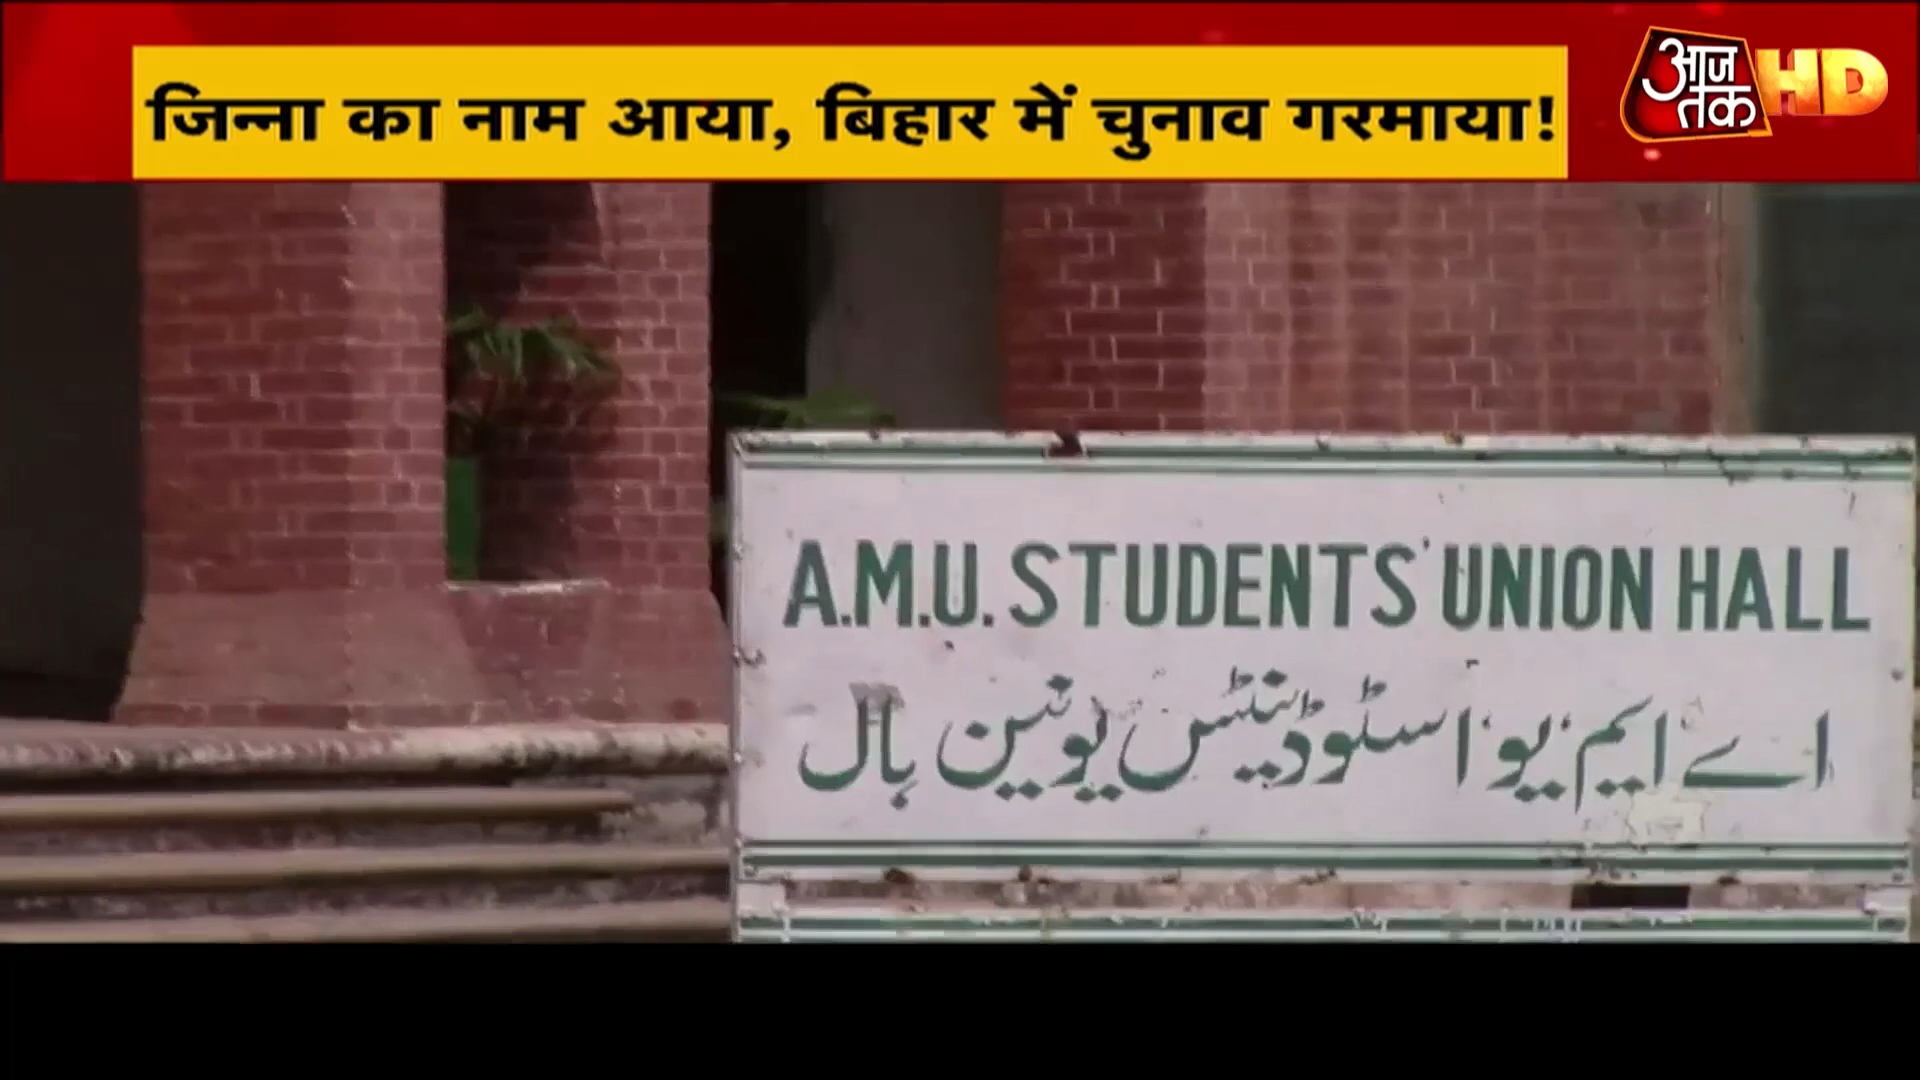 जिन्ना का नाम आया, बिहार में चुनाव गरमाया!
आज तक HD
A.M.U. STUDENTS' UNION HALL
اے ایم یو اسٹوڈینٹس یونین ہال